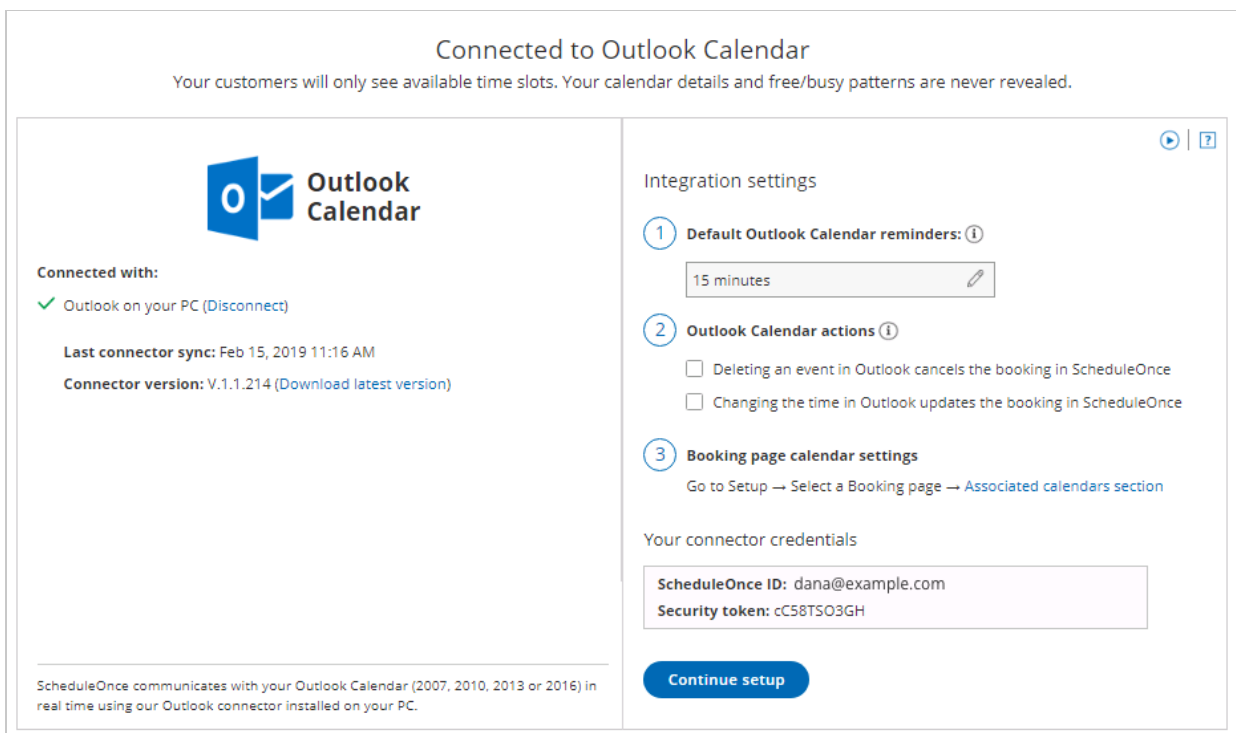 Connected to Outlook Calendar
Your customers will only see available time slots. Your calendar details and free/busy patterns are never revealed.
Outlook
Calendar
Connected with:
Outlook on your PC (Disconnect)
Last connector sync: Feb 15, 2019 11:16 AM
Connector version: V.1.1.214 (Download latest version)
ScheduleOnce communicates with your Outlook Calendar (2007, 2010, 2013 or 2016) in
real time using our Outlook connector installed on your PC.
?
Integration settings
1 Default Outlook Calendar reminders: i
15 minutes
2 Outlook Calendar actions i
Deleting an event in Outlook cancels the booking in ScheduleOnce
Changing the time in Outlook updates the booking in ScheduleOnce
3 Booking page calendar settings
Go to Setup → Select a Booking page → Associated calendars section
Your connector credentials
ScheduleOnce ID: dana@example.com
Security token: cC58TSO3GH
Continue setup